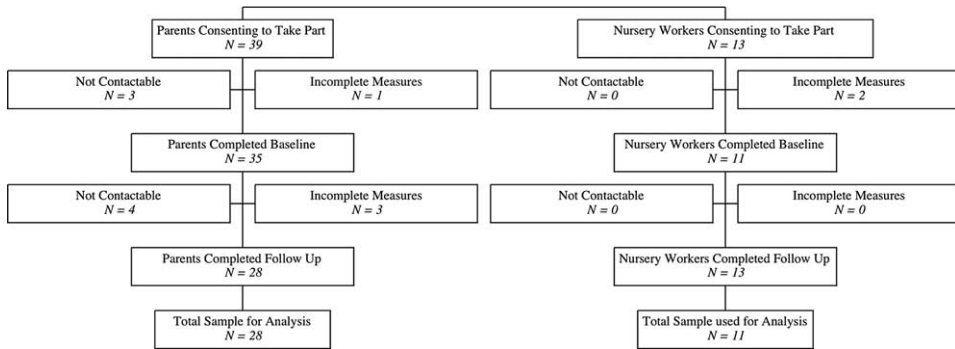 Parents Consenting to Take Part
N = 39
Nursery Workers Consenting to Take Part
N = 13
Not Contactable
N = 3
Incomplete Measures
N = 1
Not Contactable
N = 0
Incomplete Measures
N = 2
Parents Completed Baseline
N = 35
Nursery Workers Completed Baseline
N = 11
Not Contactable
N = 4
Incomplete Measures
N = 3
Not Contactable
N = 0
Incomplete Measures
N = 0
Parents Completed Follow Up
N = 28
Nursery Workers Completed Follow Up
N = 13
Total Sample for Analysis
N = 28
Total Sample used for Analysis
N = 11